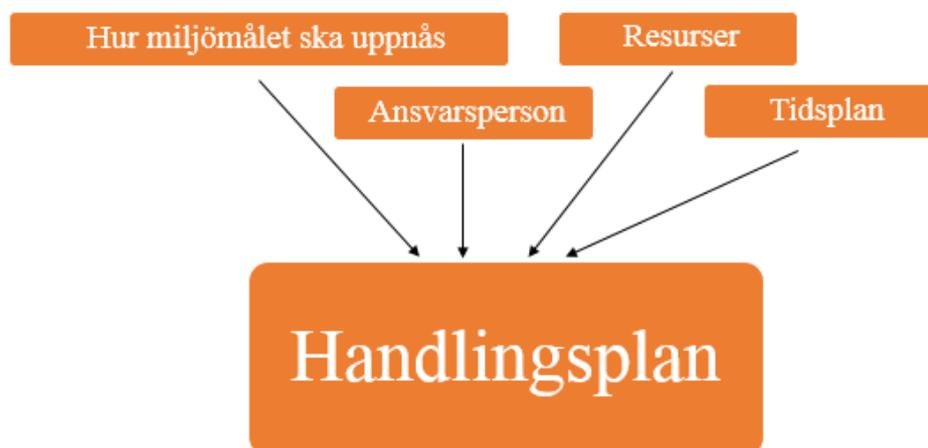 Hur miljömålet ska uppnås
Resurser
Ansvarsperson
Tidsplan
Handlingsplan